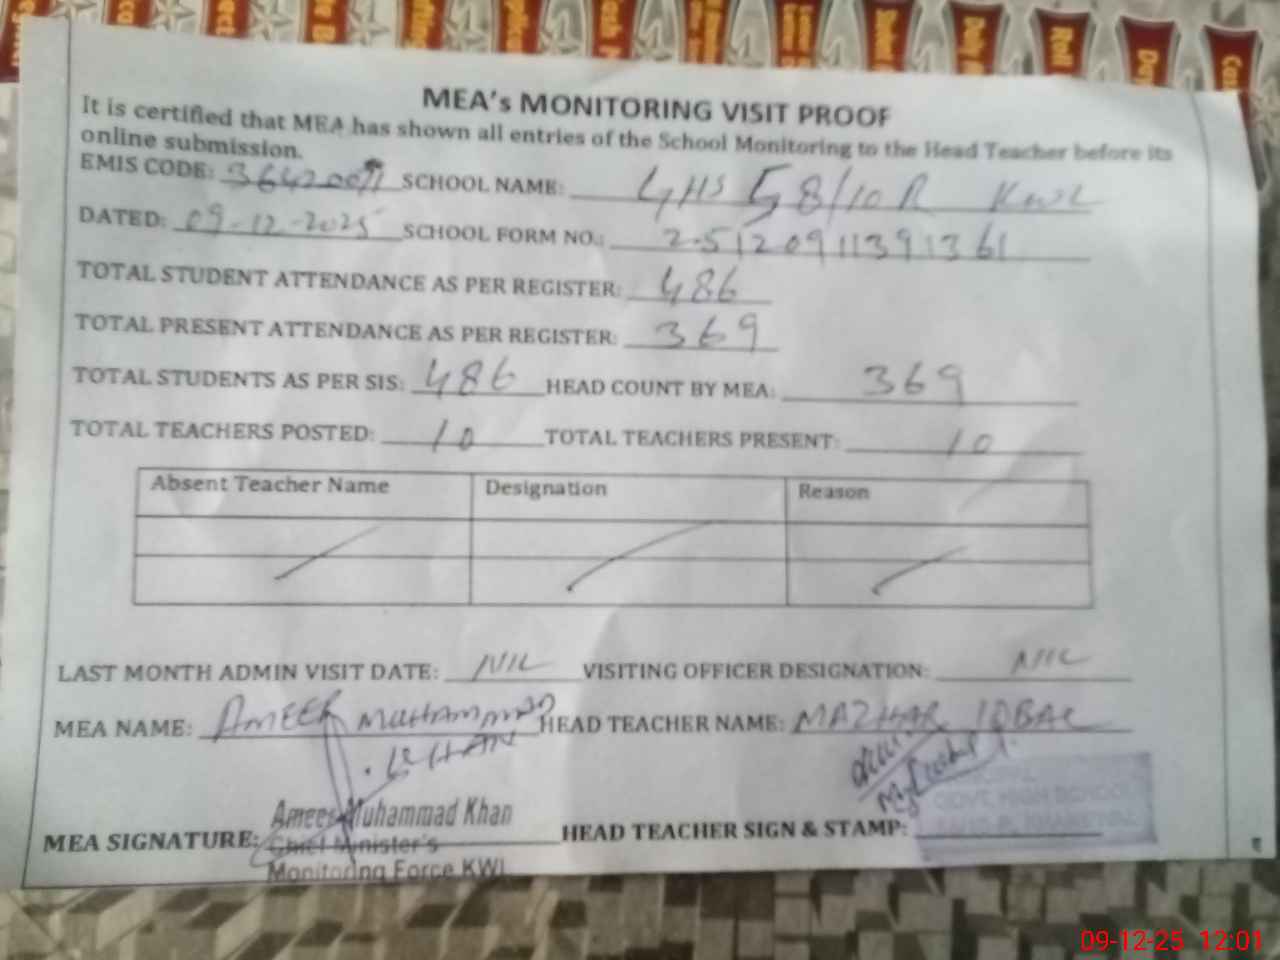 MEA's MONITORING VISIT PROOF
It is certified that MEA has shown all entries of the School Monitoring to the Head Teacher before its
online submission.
EMIS CODE: SCHOOL NAME: GHS 58/10R KWL
DATED: 09-12-2025 SCHOOL FORM NO.: 25120911391361
TOTAL STUDENT ATTENDANCE AS PER REGISTER: 486
TOTAL PRESENT ATTENDANCE AS PER REGISTER: 369
TOTAL STUDENTS AS PER SIS: 486 HEAD COUNT BY MEA: 369
TOTAL TEACHERS POSTED: 10 TOTAL TEACHERS PRESENT: 10
Absent Teacher Name Designation Reason
LAST MONTH ADMIN VISIT DATE: NIL VISITING OFFICER DESIGNATION: NIL
MEA NAME: AMEER MUHAMMAD HEAD TEACHER NAME: MAZHAR IQBAL
KHAN
Ameer Muhammad Khan
MEA SIGNATURE: Chief Minister's HEAD TEACHER SIGN & STAMP:
Monitoring Force KWL
GOVT. HIGH SCHOOL
09-12-25 12:01